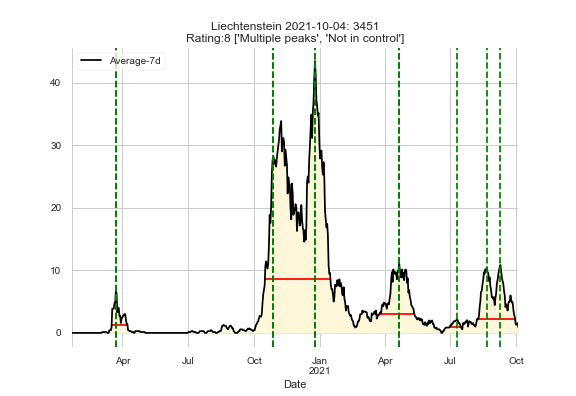 Liechtenstein 2021-10-04: 3451
Rating:8 ['Multiple peaks', 'Not in control']
Average-7d
40
30
20
10
0
Apr Jul Oct Jan Apr Jul Oct
2021
Date